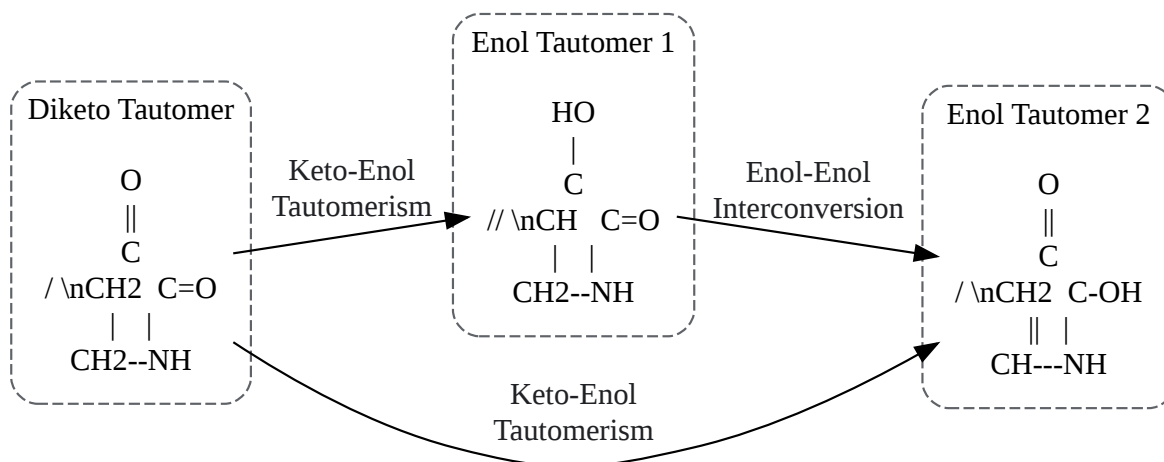 Diketo Tautomer
O
||
C
/ \nCH2 C=O
| |
CH2--NH
Keto-Enol
Tautomerism
Enol Tautomer 1
HO
|
C
// \nCH C=O
| |
CH2--NH
Enol-Enol
Interconversion
Enol Tautomer 2
O
||
C
/ \nCH2 C-OH
|| |
CH---NH
Keto-Enol
Tautomerism